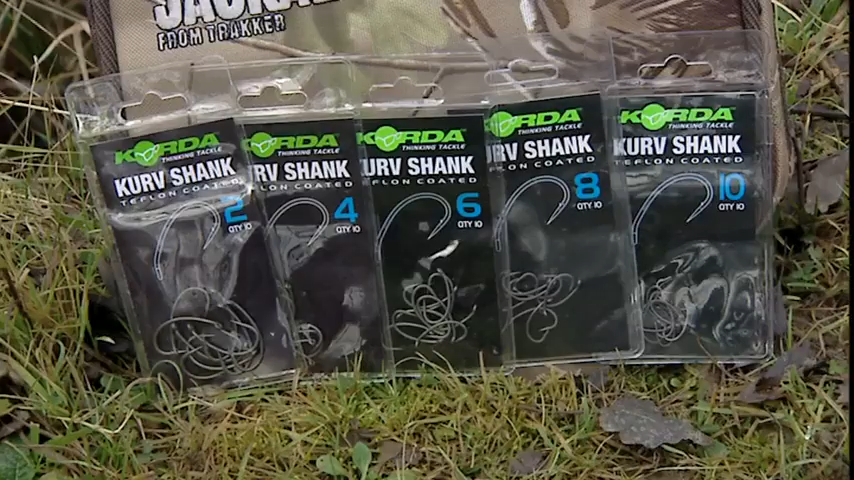 FROM TRAKKER
KORDA
THINKING TACKLE
KURV SHANK
TEFLON COATED
2
QTY 10
KORDA
THINKING TACKLE
URV SHANK
TEFLON COATED
4
QTY 10
KORDA
THINKING TACKLE
URV SHANK
TEFLON COATED
6
QTY 10
KORDA
THINKING TACKLE
URV SHANK
TEFLON COATED
8
QTY 10
KORDA
THINKING TACKLE
KURV SHANK
TEFLON COATED
10
QTY 10